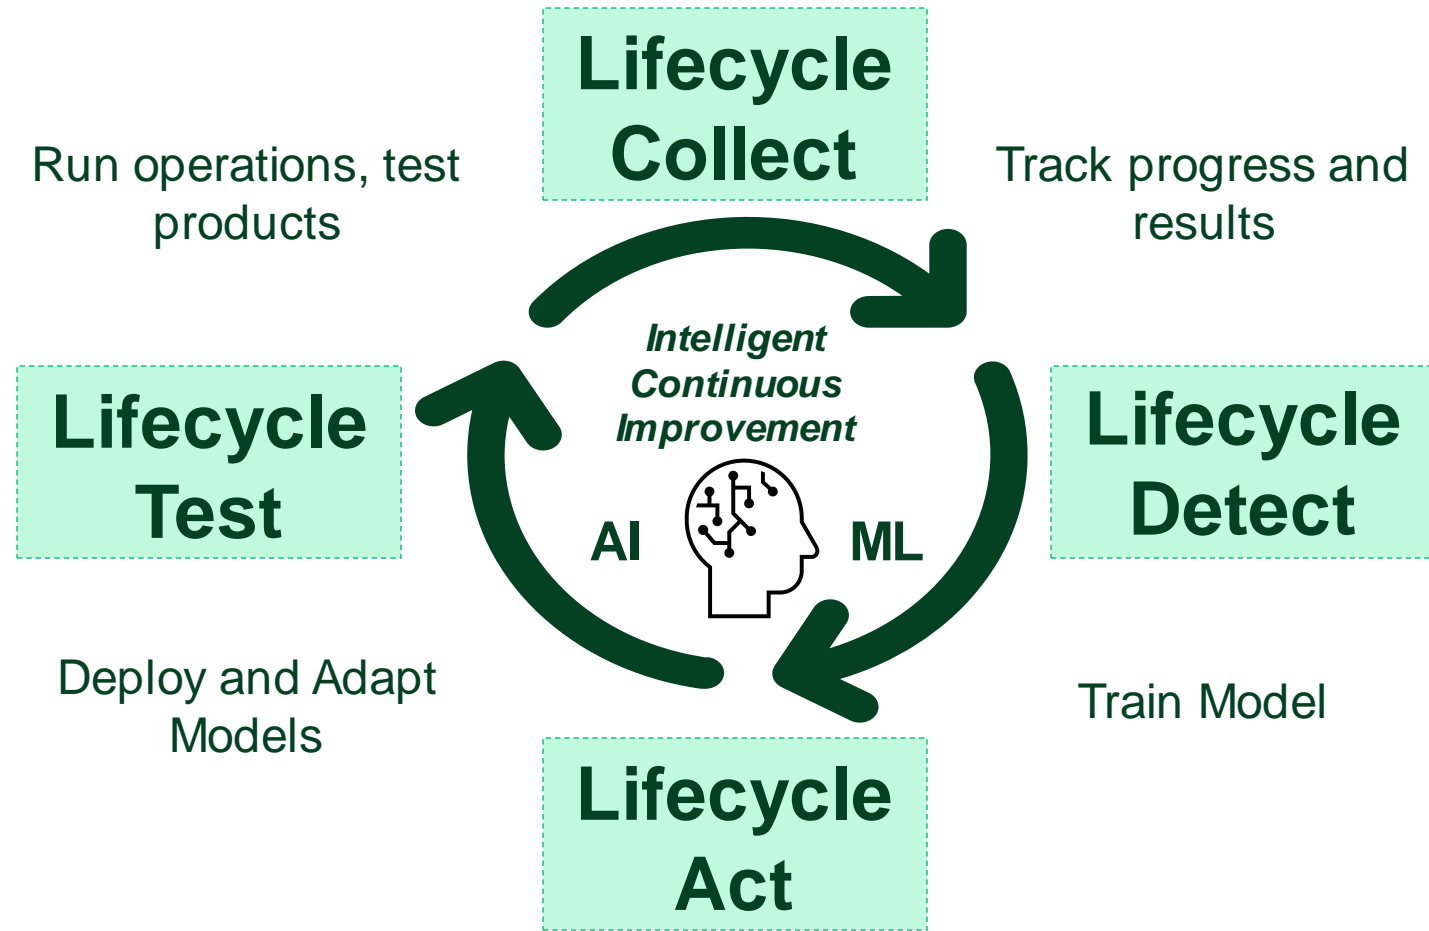 Lifecycle
Collect
Run operations, test
products
Track progress and
results
Intelligent
Continuous
Improvement
Lifecycle
Test
Lifecycle
Detect
AI
ML
Deploy and Adapt
Models
Train Model
Lifecycle
Act